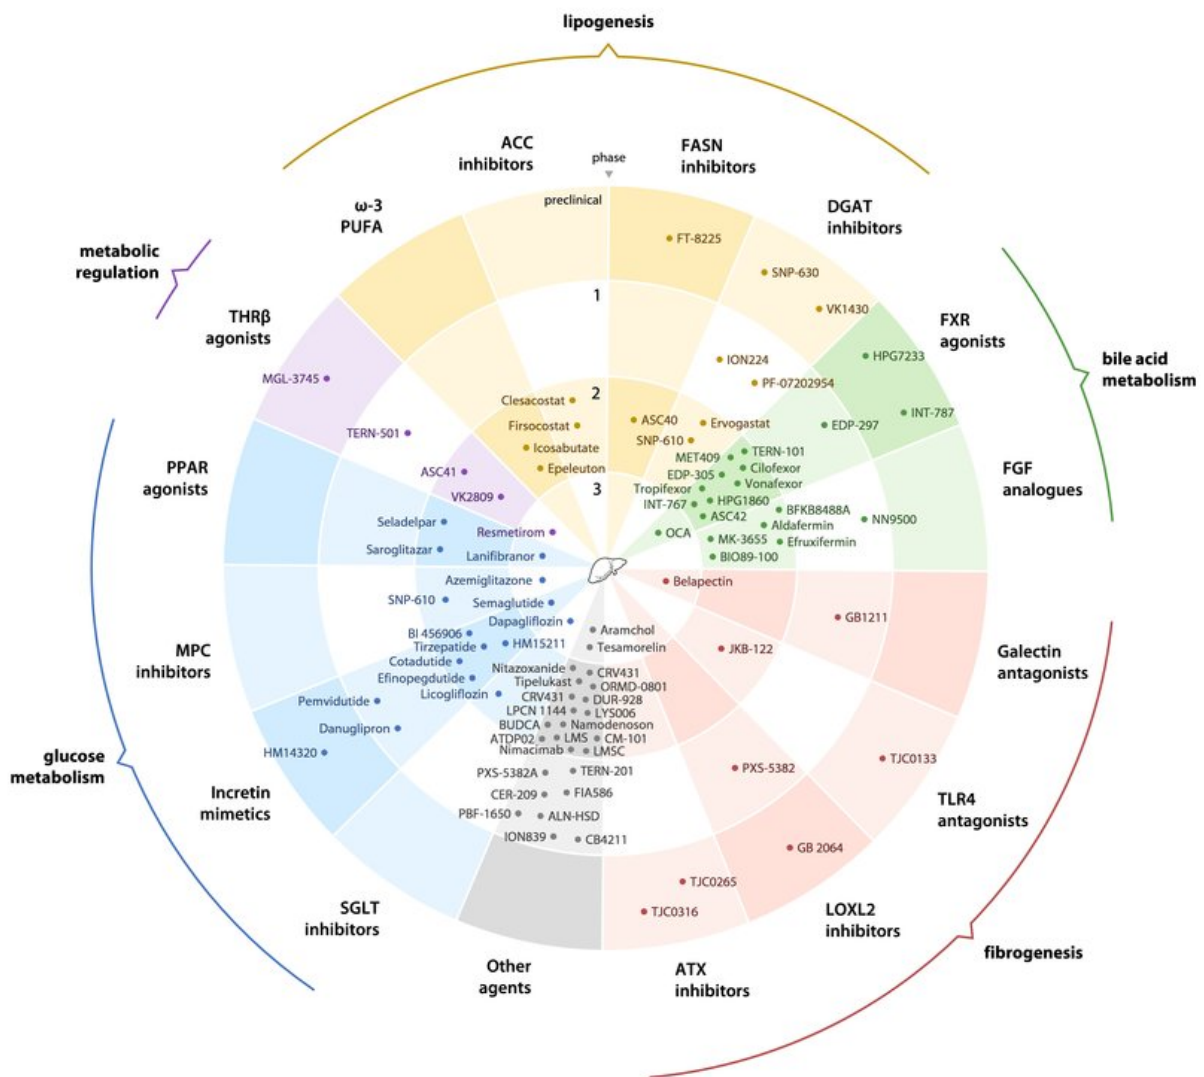 lipogenesis
ACC
inhibitors
phase
FASN
inhibitors
ω-3
PUFA
preclinical
DGAT
inhibitors
metabolic
regulation
FT-8225
SNP-630
THRβ
agonists
1
VK1430
FXR
agonists
bile acid
metabolism
MGL-3745
ION224
HPG7233
PF-07202954
2
Clesacostat
INT-787
TERN-501
Firsocostat
ASC40
Ervogastat
EDP-297
SNP-610
Icosabutate
TERN-101
MET409
PPAR
agonists
ASC41
Epeleuton
Cilofexor
FGF
analogues
EDP-305
Vonafexor
3
Tropifexor
VK2809
HPG1860
INT-767
BFKB8488A
Seladelpar
ASC42
NN9500
Aldafermin
Resmetirom
OCA
MK-3655
Efruxifermin
Saroglitazar
Lanifibranor
BIO89-100
Azemiglitazone
Belapectin
SNP-610
Semaglutide
GB1211
Dapagliflozin
BI 456906
Aramchol
MPC
inhibitors
Tirzepatide
HM15211
Tesamorelin
JKB-122
Galectin
antagonists
Cotadutide
Nitazoxanide
CRV431
Efinopegdutide
Tipelukast
ORMD-0801
Licogliflozin
CRV431
DUR-928
Pemvidutide
LPCN 1144
LYS006
Danuglipron
BUDCA
Namodenoson
ATDP02
LMS
CM-101
HM14320
Nimacimab
LMSC
glucose
metabolism
TJC0133
PXS-5382A
TERN-201
PXS-5382
Incretin
mimetics
CER-209
FIA586
TLR4
antagonists
PBF-1650
ALN-HSD
ION839
CB4211
GB 2064
TJC0265
SGLT
inhibitors
TJC0316
LOXL2
inhibitors
fibrogenesis
Other
agents
ATX
inhibitors